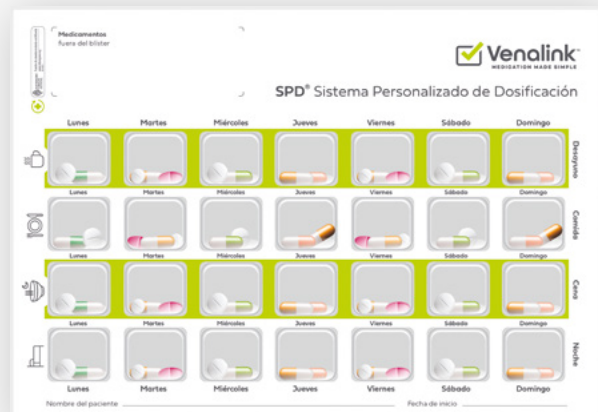 Medicamentos
fuera del blíster
Venalink™
MEDICATION MADE SIMPLE
SPD® Sistema Personalizado de Dosificación
Lunes Martes Miércoles Jueves Viernes Sábado Domingo
Desayuno
Lunes Martes Miércoles Jueves Viernes Sábado Domingo
Comida
Lunes Martes Miércoles Jueves Viernes Sábado Domingo
Cena
Lunes Martes Miércoles Jueves Viernes Sábado Domingo
Noche
Lunes Martes Miércoles Jueves Viernes Sábado Domingo
Nombre del paciente Fecha de inicio